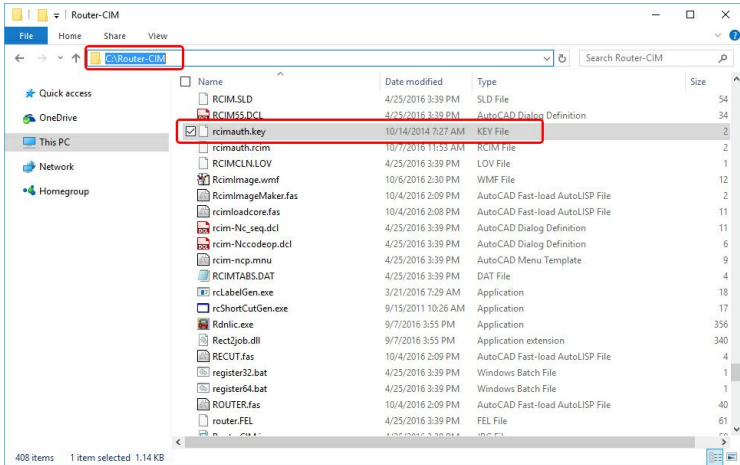 Router-CIM
File Home Share View
C:\Router-CIM
Search Router-CIM
Quick access
OneDrive
This PC
Network
Homegroup
Name Date modified Type Size
RCIM.SLD 4/25/2016 3:39 PM SLD File 54
RCIM55.DCL 4/25/2016 3:39 PM AutoCAD Dialog Definition 34
rcimauth.key 10/14/2014 7:27 AM KEY File 2
rcimauth.rcim 10/7/2016 11:53 AM RCIM File 2
RCIMCLN.LOV 4/25/2016 3:39 PM LOV File 1
RcimImage.wmf 10/6/2016 2:30 PM WMF File 12
RcimImageMaker.fas 10/4/2016 2:09 PM AutoCAD Fast-load AutoLISP File 2
rcimloadcore.fas 10/4/2016 2:08 PM AutoCAD Fast-load AutoLISP File 11
rcim-Nc_seq.dcl 4/25/2016 3:39 PM AutoCAD Dialog Definition 11
rcim-Nccodeop.dcl 4/25/2016 3:39 PM AutoCAD Dialog Definition 6
rcim-ncp.mnu 4/25/2016 3:39 PM AutoCAD Menu Template 9
RCIMTABS.DAT 4/25/2016 3:39 PM DAT File 4
rcLabelGen.exe 3/21/2016 7:29 AM Application 18
rcShortCutGen.exe 9/15/2011 10:26 AM Application 17
Rdnlic.exe 9/7/2016 3:55 PM Application 356
Rect2job.dll 9/7/2016 3:55 PM Application extension 340
RECUT.fas 10/4/2016 2:09 PM AutoCAD Fast-load AutoLISP File 4
register32.bat 4/25/2016 3:39 PM Windows Batch File 1
register64.bat 4/25/2016 3:39 PM Windows Batch File 1
ROUTER.fas 10/4/2016 2:09 PM AutoCAD Fast-load AutoLISP File 40
router.FEL 4/25/2016 3:39 PM FEL File 61
408 items 1 item selected 1.14 KB